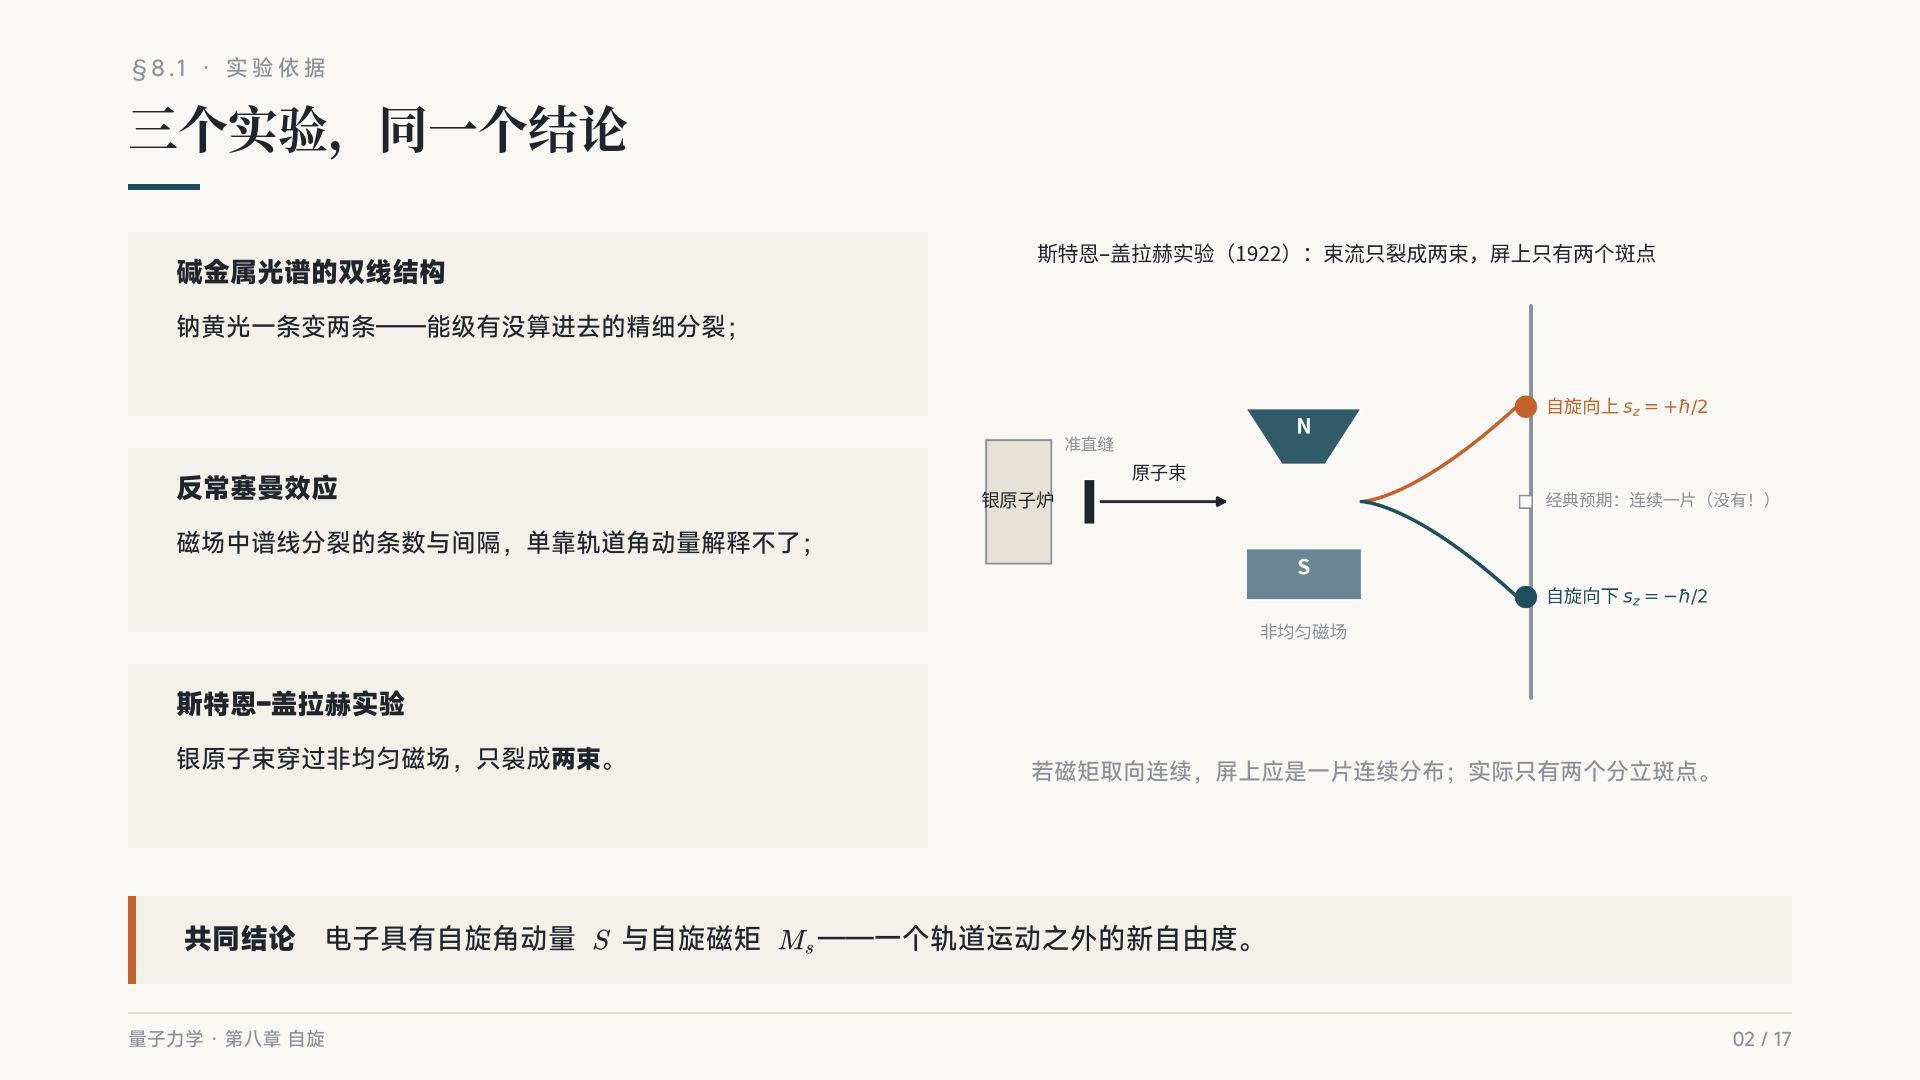 §8.1 · 实验依据
三个实验，同一个结论
碱金属光谱的双线结构
钠黄光一条变两条——能级有没算进去的精细分裂；
反常塞曼效应
磁场中谱线分裂的条数与间隔，单靠轨道角动量解释不了；
斯特恩–盖拉赫实验
银原子束穿过非均匀磁场，只裂成两束。
斯特恩–盖拉赫实验（1922）：束流只裂成两束，屏上只有两个斑点
N
自旋向上 s_z = +ℏ/2
准直缝
原子束
银原子炉
经典预期：连续一片（没有！）
S
自旋向下 s_z = −ℏ/2
非均匀磁场
若磁矩取向连续，屏上应是一片连续分布；实际只有两个分立斑点。
共同结论 电子具有自旋角动量 S 与自旋磁矩 M_s——一个轨道运动之外的新自由度。
量子力学 · 第八章 自旋
02 / 17